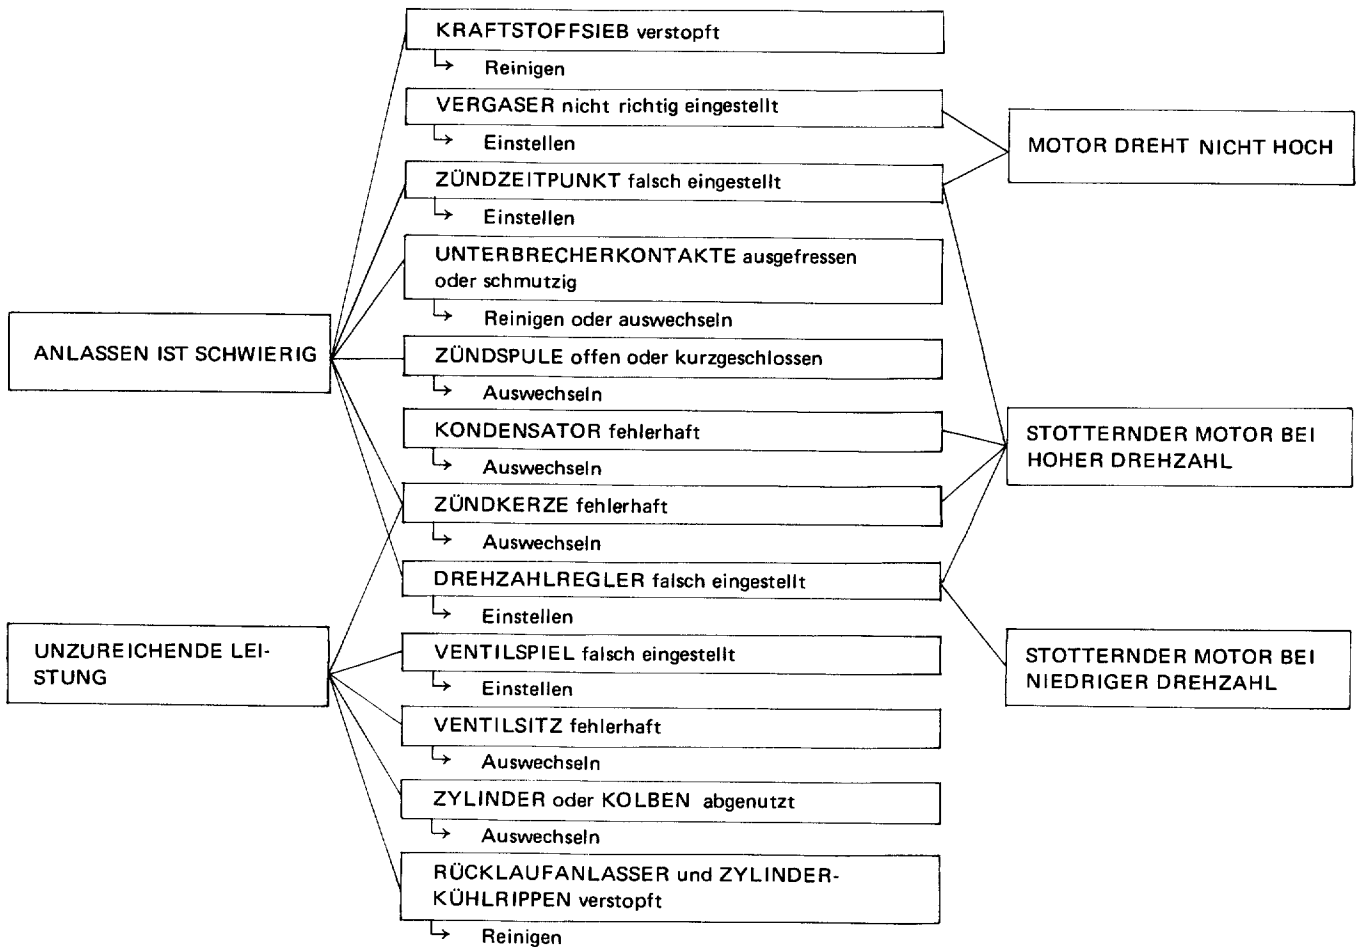 KRAFTSTOFFSIEB verstopft
Reinigen
VERGASER nicht richtig eingestellt
Einstellen
ZÜNDZEITPUNKT falsch eingestellt
Einstellen
UNTERBRECHERKONTAKTE ausgefressen
oder schmutzig
Reinigen oder auswechseln
ZÜNDSPULE offen oder kurzgeschlossen
Auswechseln
KONDENSATOR fehlerhaft
Auswechseln
ZÜNDKERZE fehlerhaft
Auswechseln
DREHZAHLREGLER falsch eingestellt
Einstellen
VENTILSPIEL falsch eingestellt
Einstellen
VENTILSITZ fehlerhaft
Auswechseln
ZYLINDER oder KOLBEN abgenutzt
Auswechseln
RÜCKLAUFANLASSER und ZYLINDER-
KÜHLRIPPEN verstopft
Reinigen
ANLASSEN IST SCHWIERIG
UNZUREICHENDE LEI-
STUNG
MOTOR DREHT NICHT HOCH
STOTTERNDER MOTOR BEI
HOHER DREHZAHL
STOTTERNDER MOTOR BEI
NIEDRIGER DREHZAHL